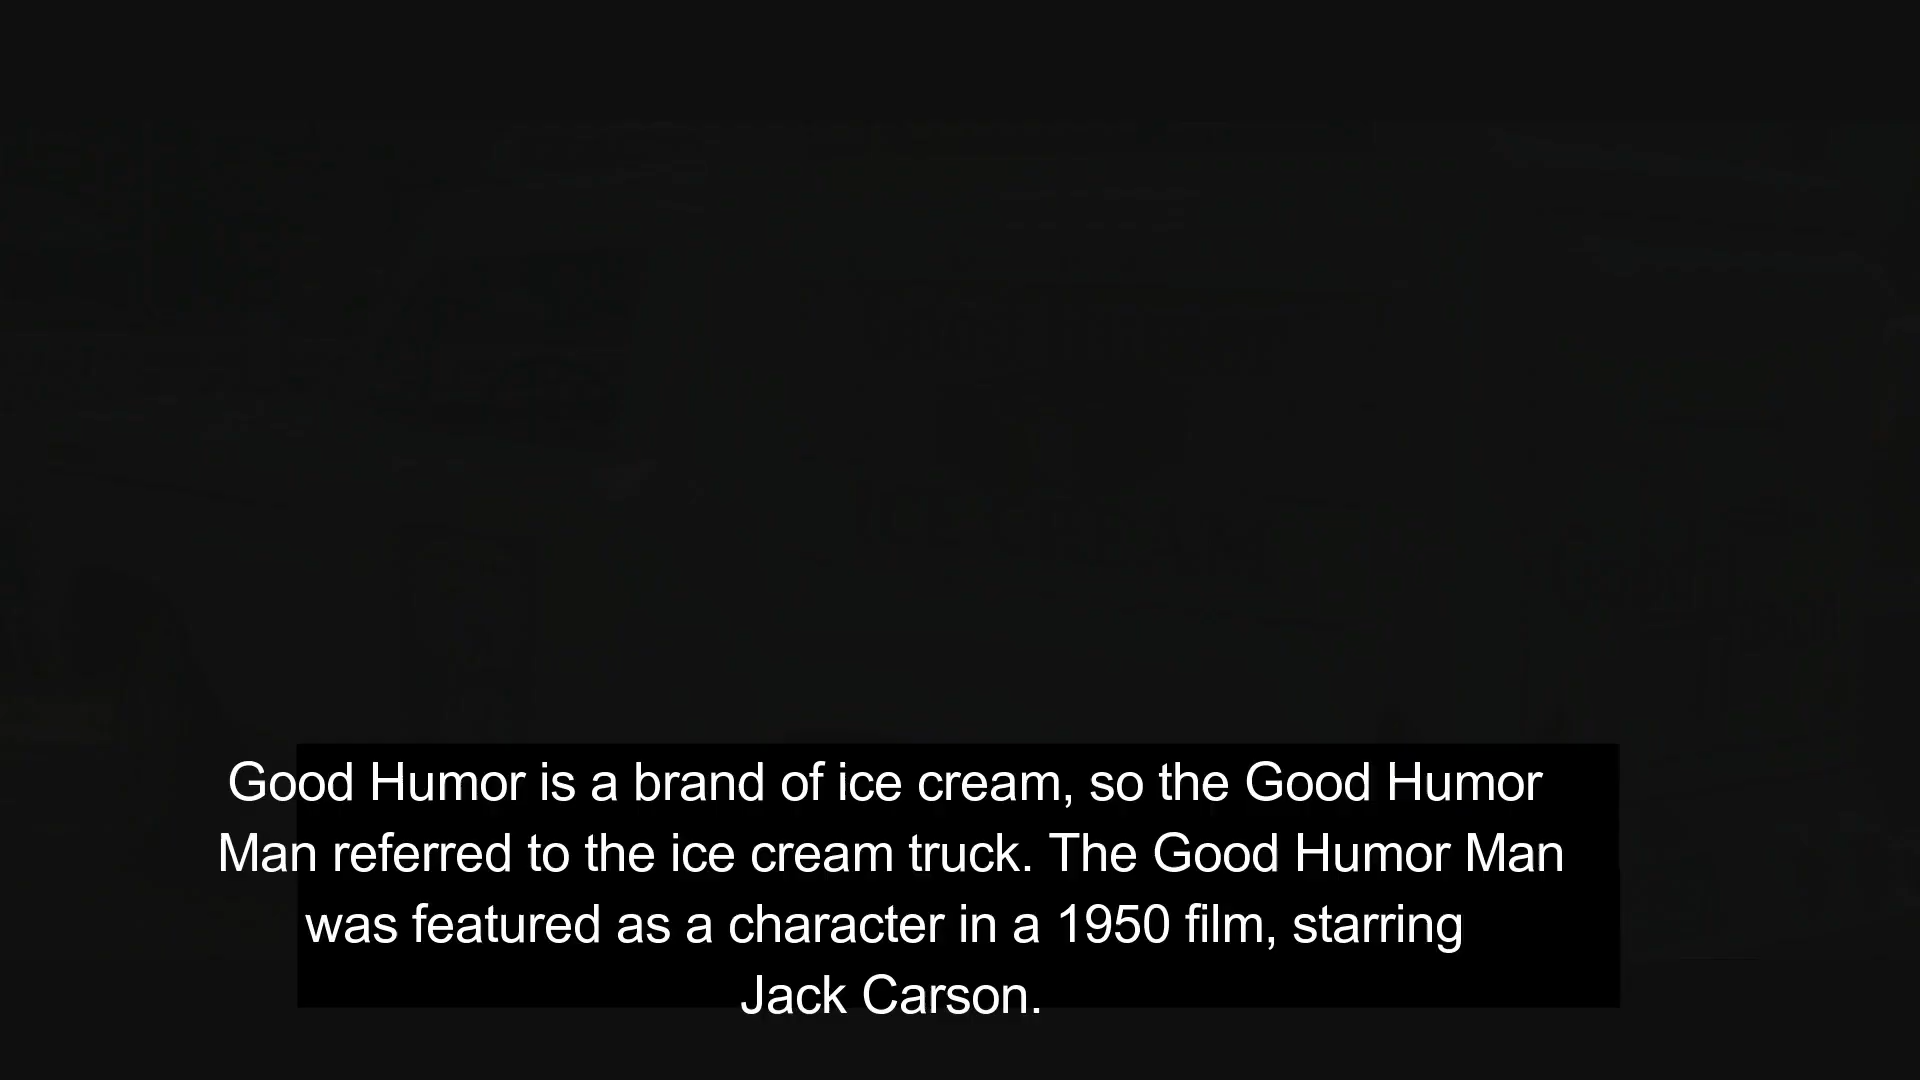 Good Humor is a brand of ice cream, so the Good Humor
Man referred to the ice cream truck. The Good Humor Man
was featured as a character in a 1950 film, starring
Jack Carson.